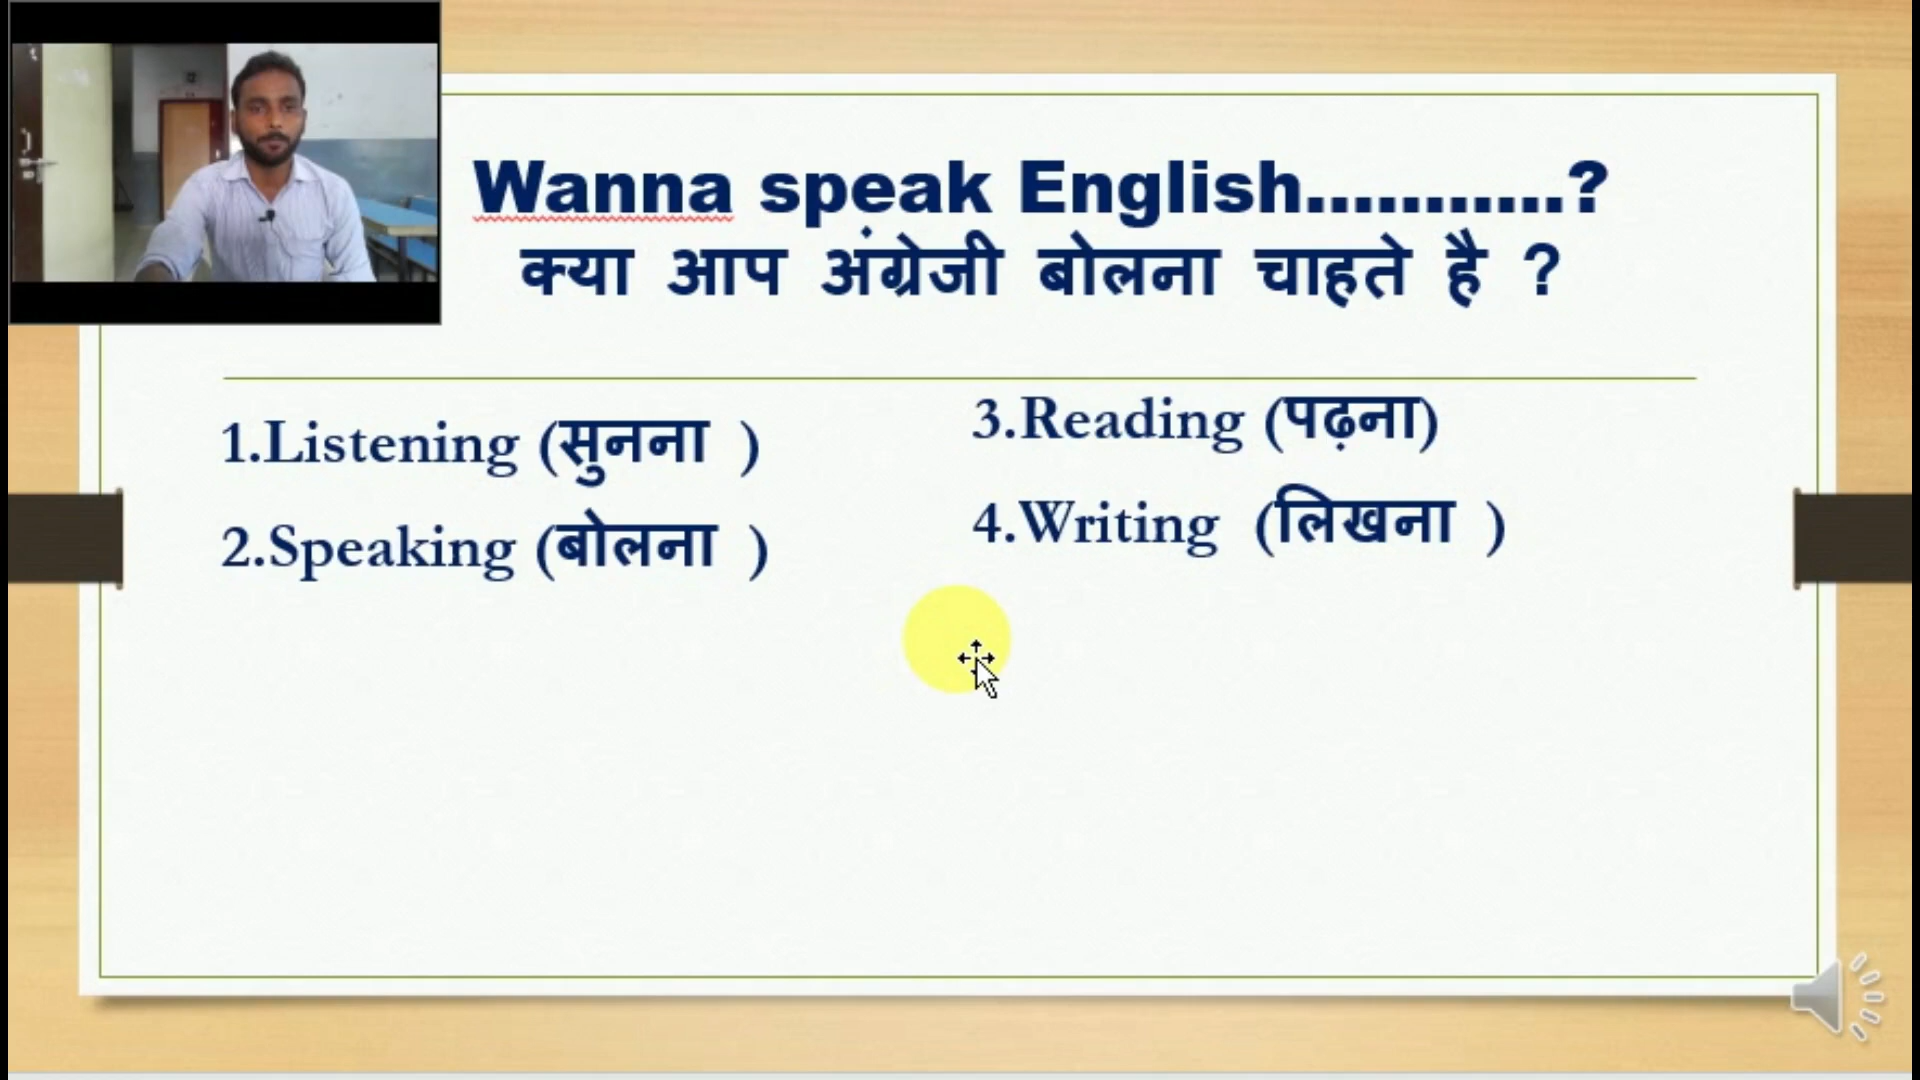 Wanna speak English...........?
क्या आप अंग्रेजी बोलना चाहते है ?
1.Listening (सुनना )
2.Speaking (बोलना )
3.Reading (पढ़ना)
4.Writing (लिखना )